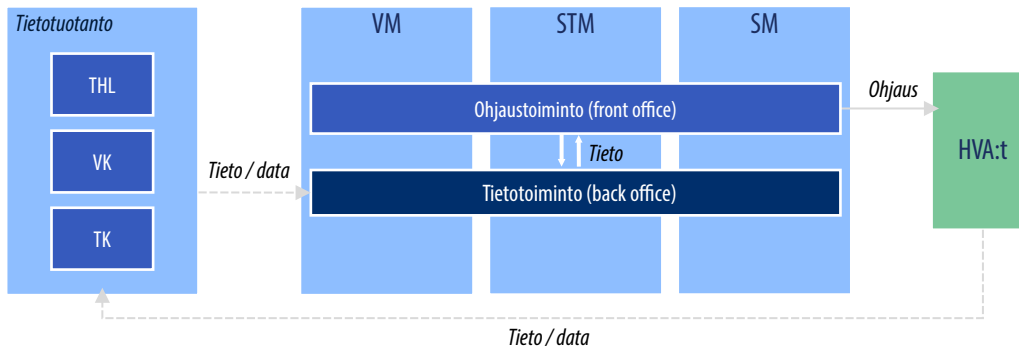 Tietotuotanto
THL
VK
TK
Tieto / data
VM
STM
SM
Ohjaustoiminto (front office)
Tieto
Tietotoiminto (back office)
Ohjaus
HVA:t
Tieto / data